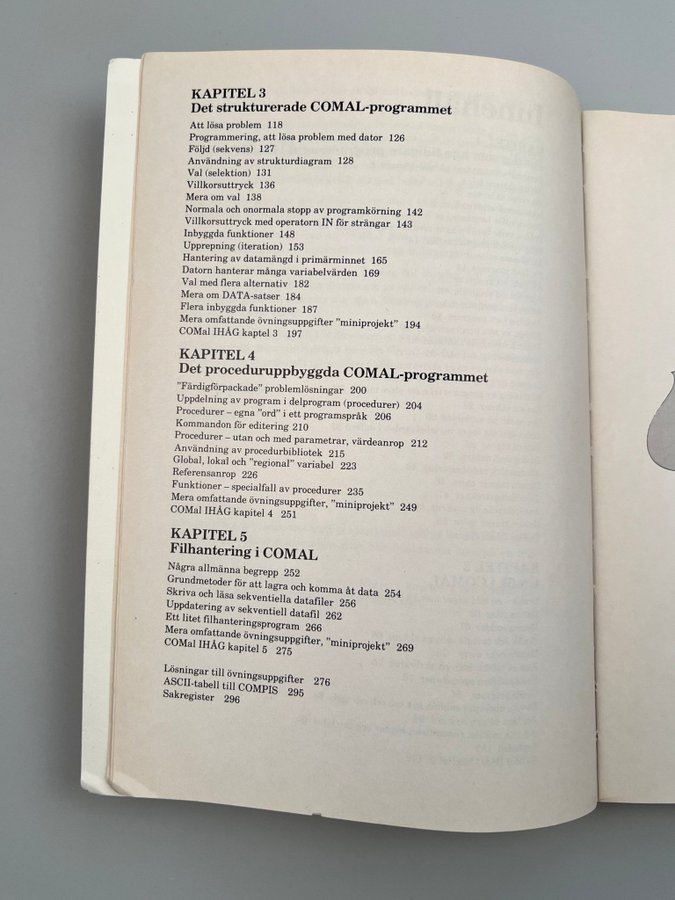 KAPITEL 3
Det strukturerade COMAL-programmet
Att lösa problem 118
Programmering, att lösa problem med dator 126
Följd (sekvens) 127
Användning av strukturdiagram 128
Val (selektion) 131
Villkorsuttryck 136
Mera om val 138
Normala och onormala stopp av programkörning 142
Villkorsuttryck med operatorn IN för strängar 143
Inbyggda funktioner 148
Upprepning (iteration) 153
Hantering av datamängd i primärminnet 165
Datorn hanterar många variabelvärden 169
Val med flera alternativ 182
Mera om DATA-satser 184
Flera inbyggda funktioner 187
Mera omfattande övningsuppgifter "miniprojekt" 194
COMal IHÅG kaptel 3 197
KAPITEL 4
Det proceduruppbyggda COMAL-programmet
"Färdigförpackade" problemlösningar 200
Uppdelning av program i delprogram (procedurer) 204
Procedurer – egna "ord" i ett programspråk 206
Kommandon för editering 210
Procedurer – utan och med parametrar, värdeanrop 212
Användning av procedurbibliotek 215
Global, lokal och "regional" variabel 223
Referensanrop 226
Funktioner – specialfall av procedurer 235
Mera omfattande övningsuppgifter, "miniprojekt" 249
COMal IHÅG kapitel 4 251
KAPITEL 5
Filhantering i COMAL
Några allmänna begrepp 252
Grundmetoder för att lagra och komma åt data 254
Skriva och läsa sekventiella datafiler 256
Uppdatering av sekventiell datafil 262
Ett litet filhanteringsprogram 266
Mera omfattande övningsuppgifter, "miniprojekt" 269
COMal IHÅG kapitel 5 275
Lösningar till övningsuppgifter 276
ASCII-tabell till COMPIS 295
Sakregister 296